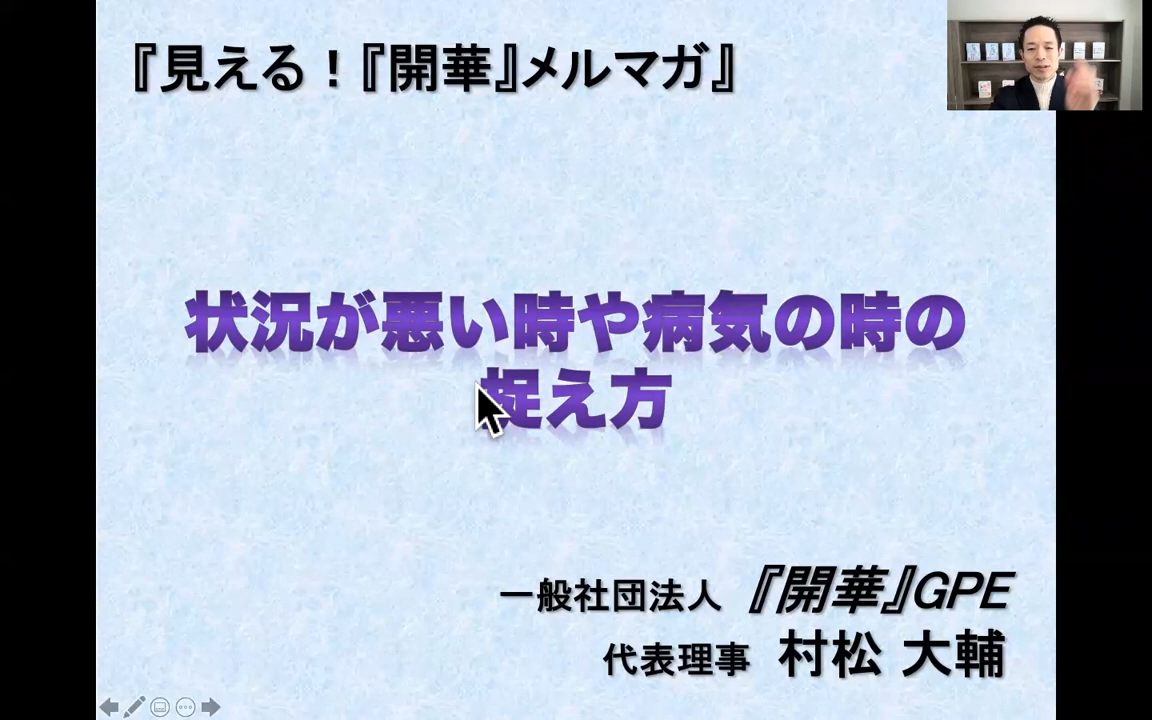 『見える！『開華』メルマガ』
状況が悪い時や病気の時の
捉え方
一般社団法人 『開華』GPE
代表理事 村松 大輔